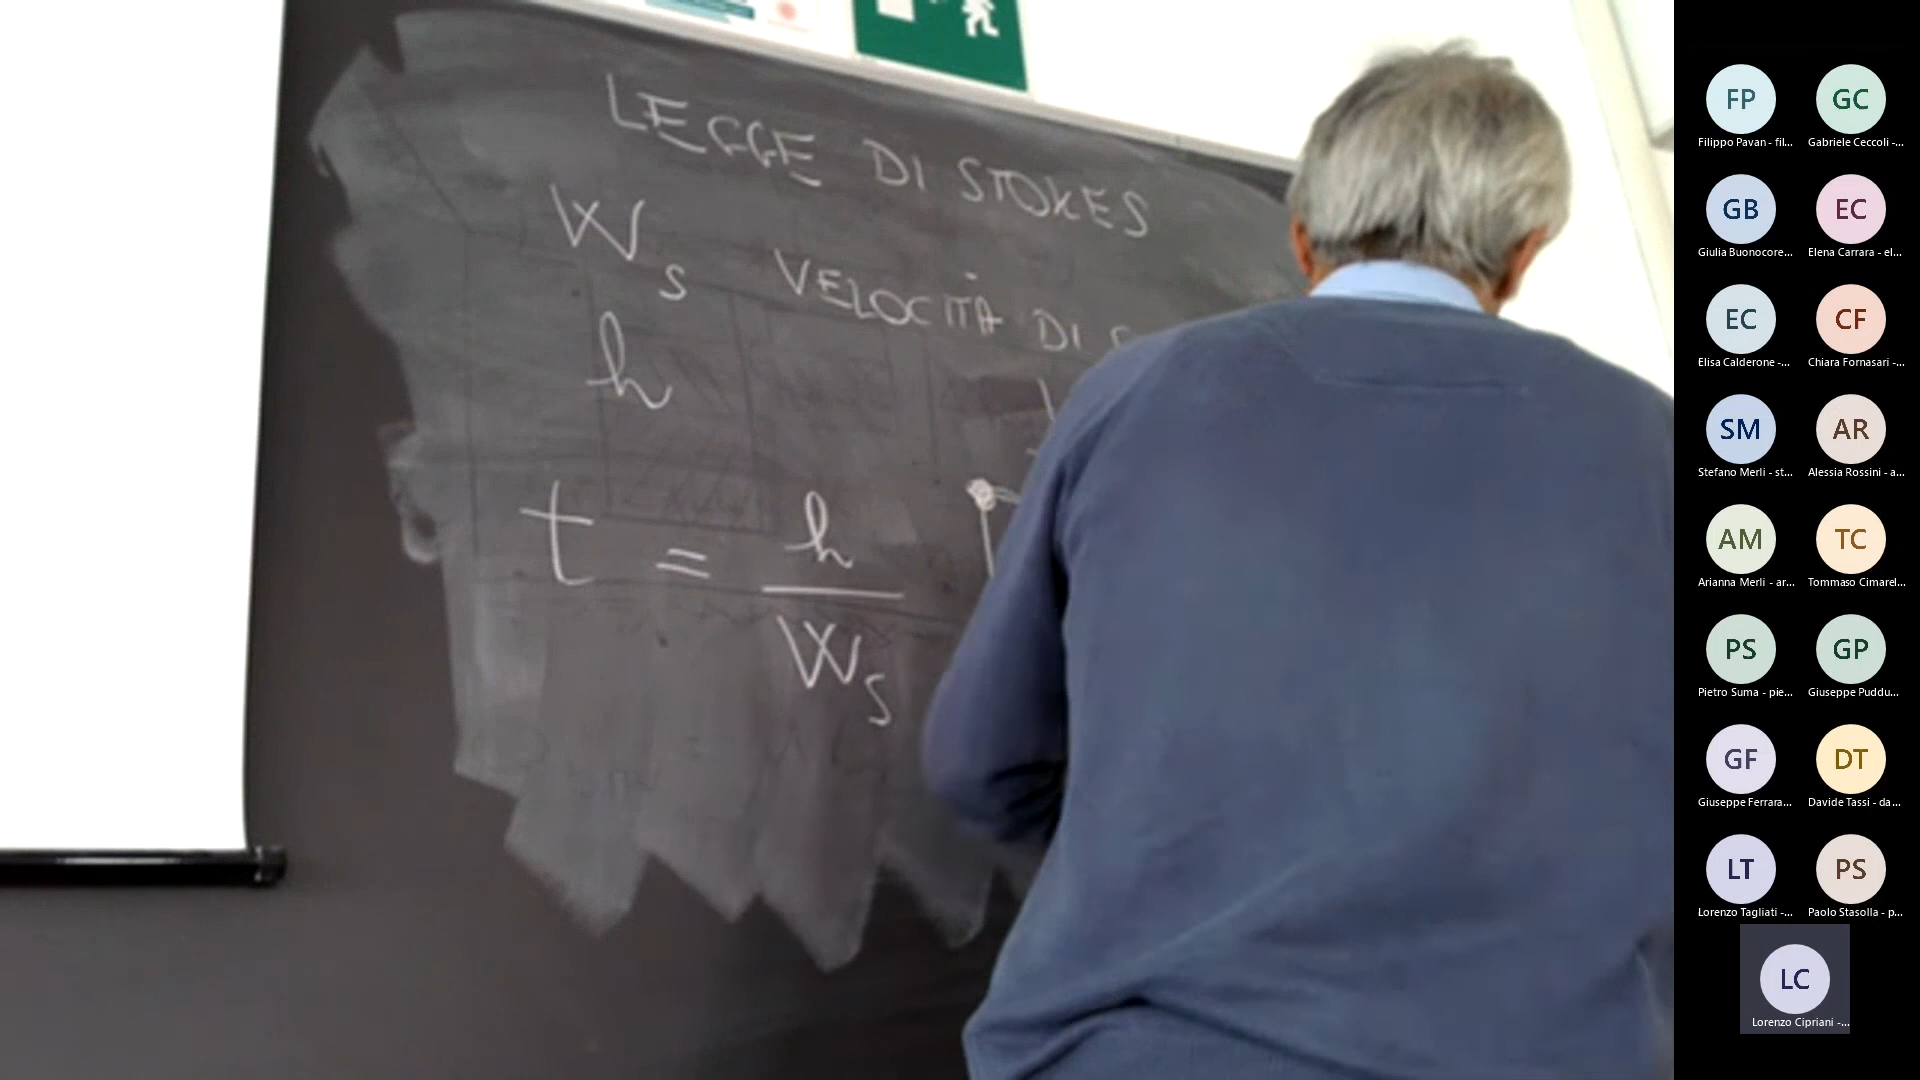 LEGGE DI STOKES
Ws VELOCITÀ DI
h
t = h / Ws
FP
Filippo Pavan - fil...
GC
Gabriele Ceccoli -...
GB
Giulia Buonocore...
EC
Elena Carrara - el...
EC
Elisa Calderone -...
CF
Chiara Fornasari -...
SM
Stefano Merli - st...
AR
Alessia Rossini - a...
AM
Arianna Merli - ar...
TC
Tommaso Cimarel...
PS
Pietro Suma - pie...
GP
Giuseppe Puddu...
GF
Giuseppe Ferrara...
DT
Davide Tassi - da...
LT
Lorenzo Tagliati -...
PS
Paolo Stasolla - p...
LC
Lorenzo Cipriani -...